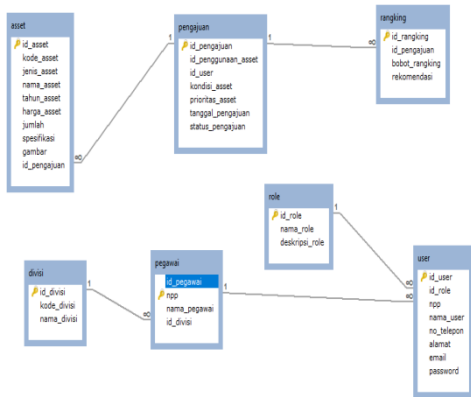 asset
id_asset
kode_asset
jenis_asset
nama_asset
tahun_asset
harga_asset
jumlah
spesifikasi
gambar
id_pengajuan
pengajuan
id_pengajuan
id_penggunaan_asset
id_user
kondisi_asset
prioritas_asset
tanggal_pengajuan
status_pengajuan
rangking
id_rangking
id_pengajuan
bobot_rangking
rekomendasi
role
id_role
nama_role
deskripsi_role
divisi
id_divisi
kode_divisi
nama_divisi
pegawai
id_pegawai
npp
nama_pegawai
id_divisi
user
id_user
id_role
npp
nama_user
no_telepon
alamat
email
password
1
∞
1
∞
1
∞
1
∞
1
∞